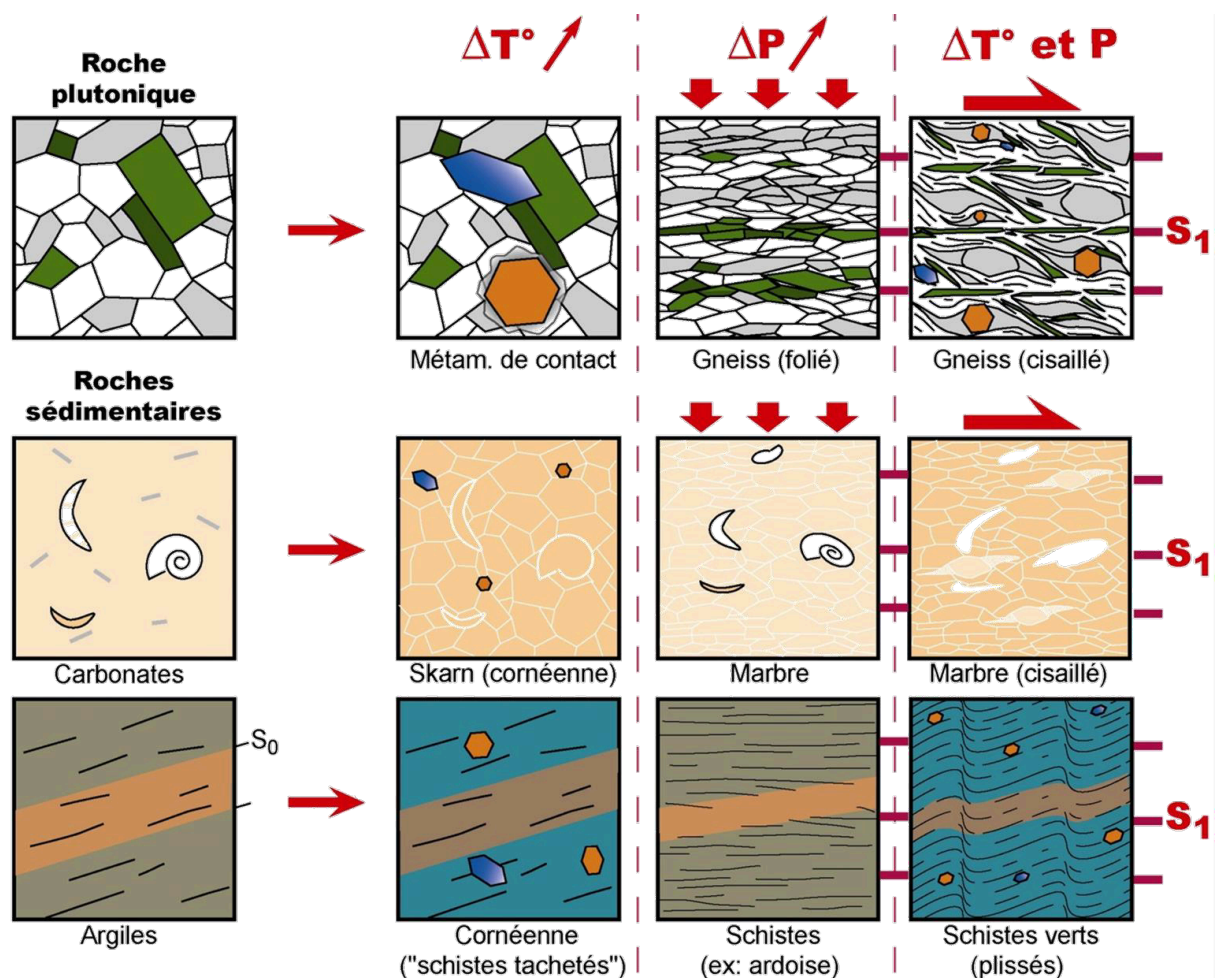 ΔT°
ΔP
ΔT° et P
Roche
plutonique
S1
Métam. de contact
Gneiss (folié)
Gneiss (cisaillé)
Roches
sédimentaires
S1
Carbonates
Skarn (cornéenne)
Marbre
Marbre (cisaillé)
S0
S1
Argiles
Cornéenne
("schistes tachetés")
Schistes
(ex: ardoise)
Schistes verts
(plissés)